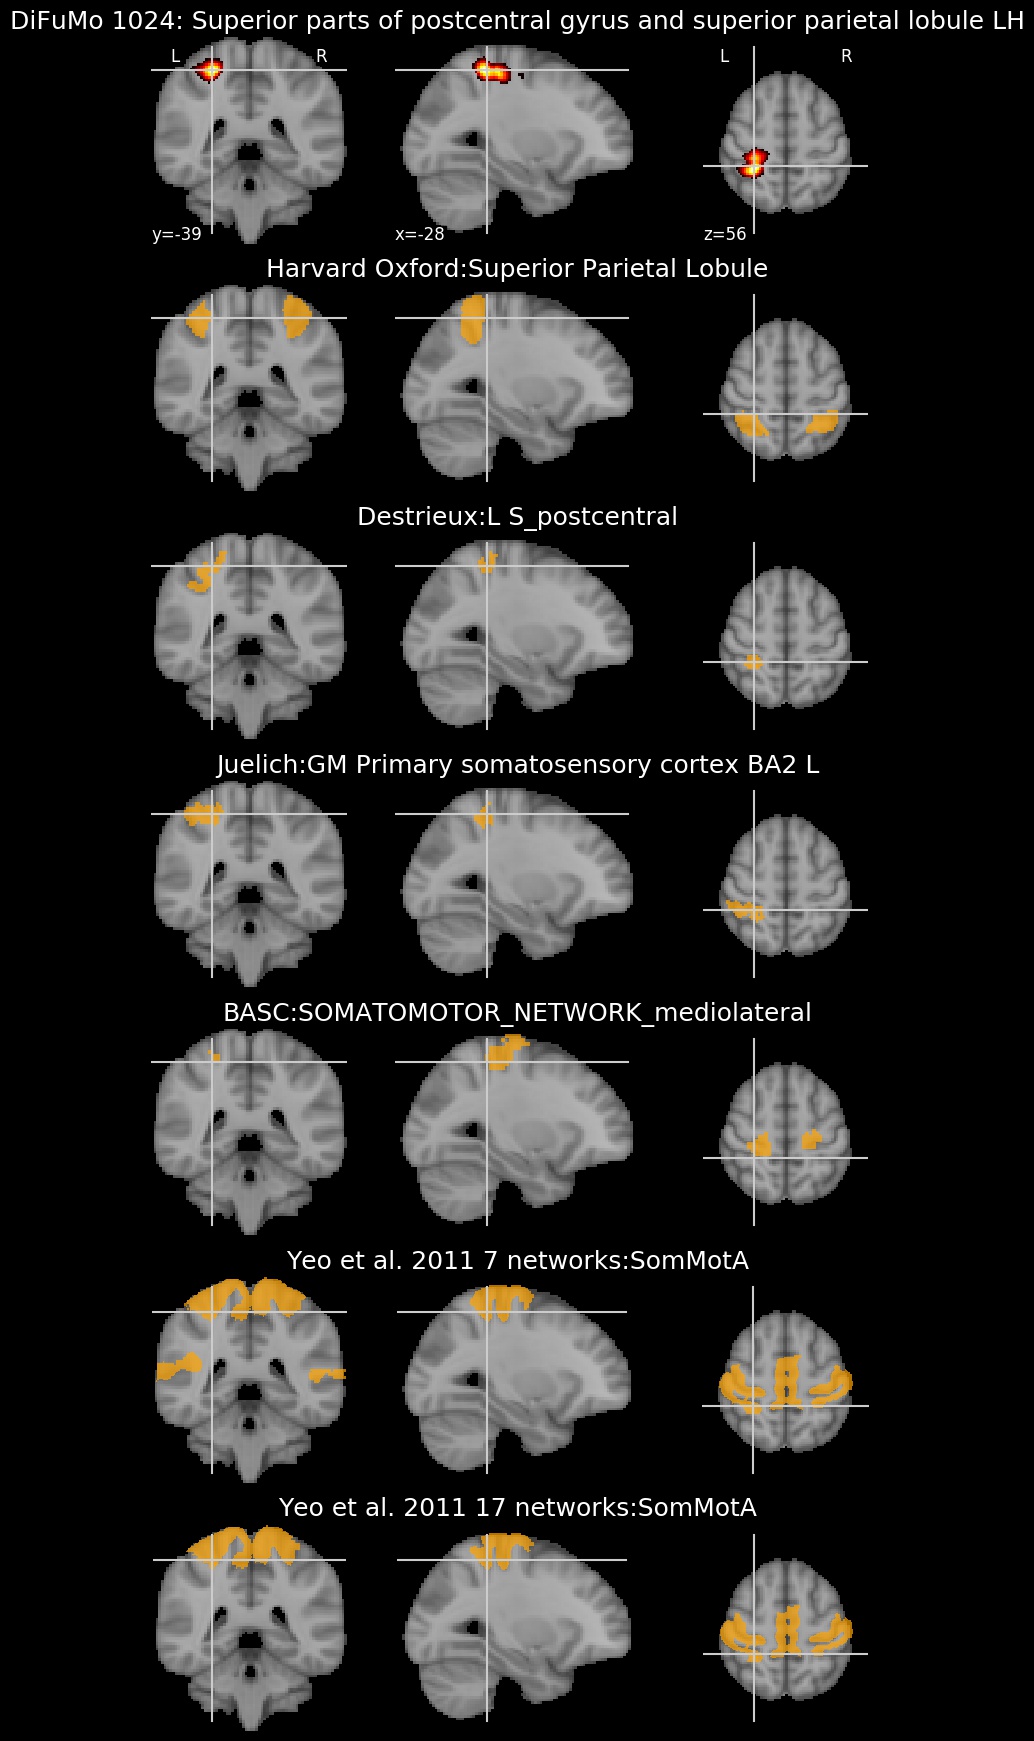 DiFuMo 1024: Superior parts of postcentral gyrus and superior parietal lobule LH
L R L R
y=-39 x=-28 z=56
Harvard Oxford:Superior Parietal Lobule
Destrieux:L S_postcentral
Juelich:GM Primary somatosensory cortex BA2 L
BASC:SOMATOMOTOR_NETWORK_mediolateral
Yeo et al. 2011 7 networks:SomMotA
Yeo et al. 2011 17 networks:SomMotA